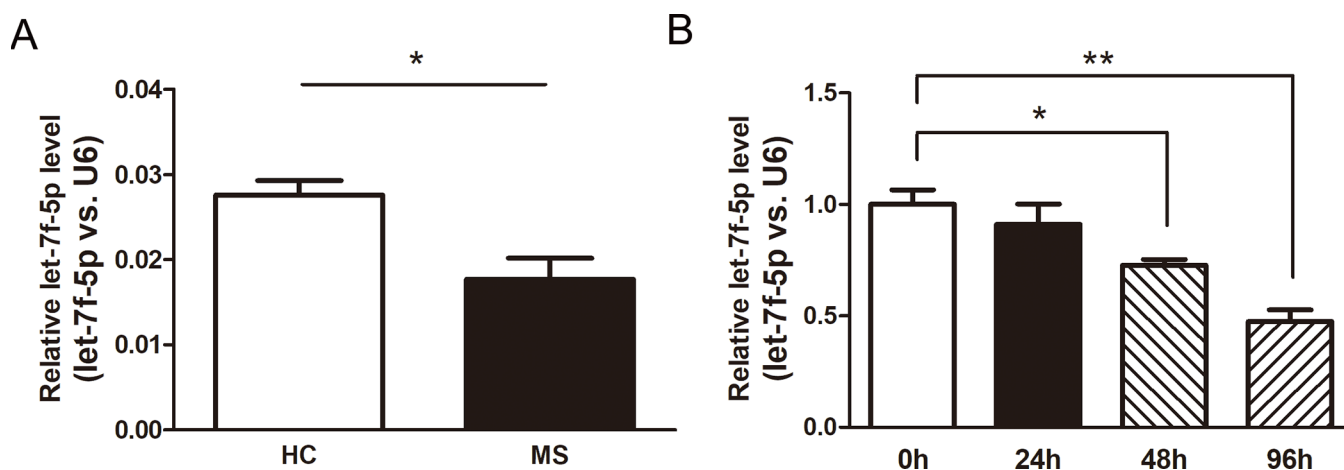 A
Relative let-7f-5p level
(let-7f-5p vs. U6)
0.04
0.03
0.02
0.01
0.00
*
HC
MS
B
Relative let-7f-5p level
(let-7f-5p vs. U6)
1.5
1.0
0.5
0.0
**
*
0h
24h
48h
96h